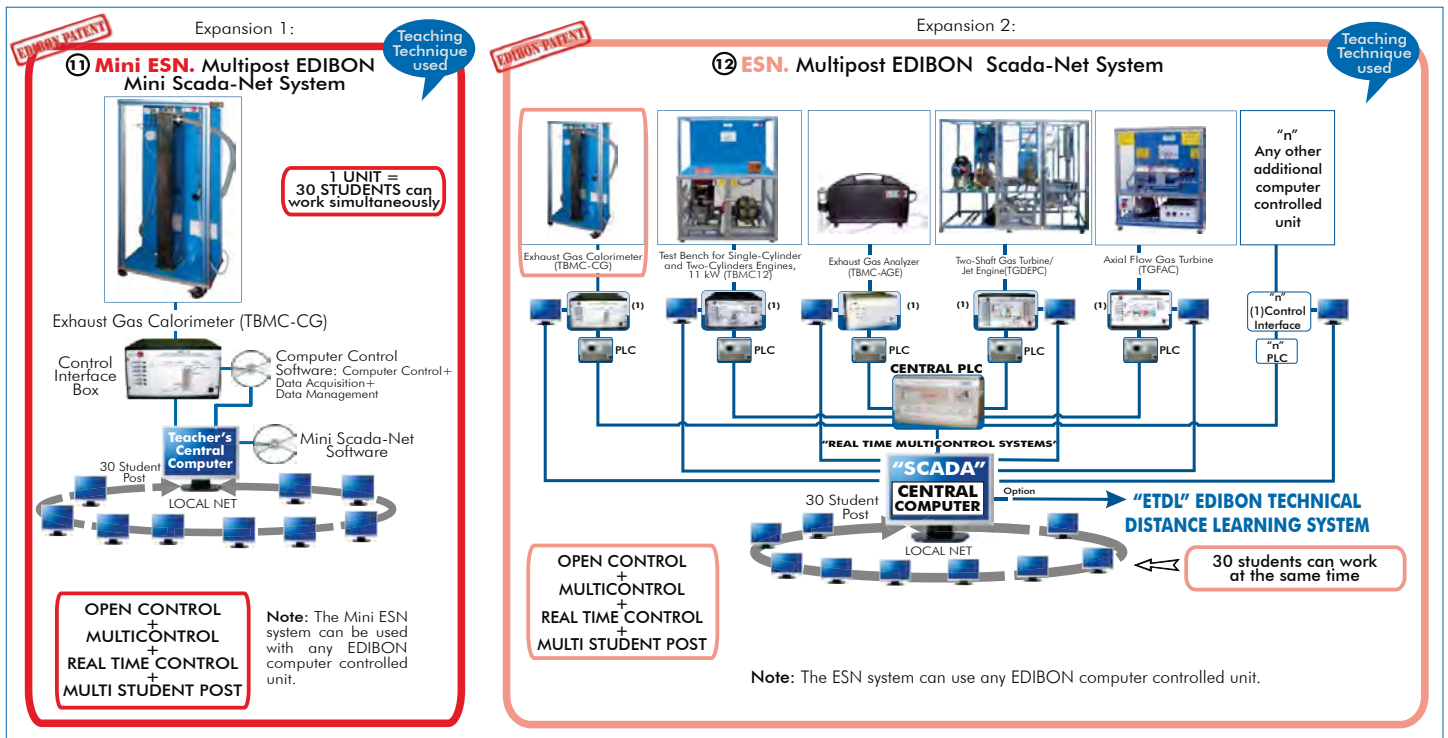 Expansion 1:
EDIBON PATENT
Teaching
Technique
used
11 Mini ESN. Multipost EDIBON
Mini Scada-Net System
1 UNIT =
30 STUDENTS can
work simultaneously
Exhaust Gas Calorimeter (TBMC-CG)
Control
Interface
Box
Computer Control
Software: Computer Control+
Data Acquisition+
Data Management
Teacher's
Central
Computer
Mini Scada-Net
Software
30 Student
Post
LOCAL NET
OPEN CONTROL
+
MULTICONTROL
+
REAL TIME CONTROL
+
MULTI STUDENT POST
Note: The Mini ESN
system can be used
with any EDIBON
computer controlled
unit.
Expansion 2:
EDIBON PATENT
Teaching
Technique
used
12 ESN. Multipost EDIBON Scada-Net System
"n"
Any other
additional
computer
controlled
unit
Exhaust Gas Calorimeter
(TBMC-CG)
Test Bench for Single-Cylinder
and Two-Cylinders Engines,
11 kW (TBMC12)
Exhaust Gas Analyzer
(TBMC-AGE)
Two-Shaft Gas Turbine/
Jet Engine(TGDEPC)
Axial Flow Gas Turbine
(TGFAC)
(1)
(1)
(1)
(1)
(1)
"n"
(1)Control
Interface
PLC
PLC
PLC
PLC
PLC
"n"
PLC
CENTRAL PLC
"REAL TIME MULTICONTROL SYSTEMS"
"SCADA"
CENTRAL
COMPUTER
Option
"ETDL" EDIBON TECHNICAL
DISTANCE LEARNING SYSTEM
30 Student
Post
LOCAL NET
30 students can work
at the same time
OPEN CONTROL
+
MULTICONTROL
+
REAL TIME CONTROL
+
MULTI STUDENT POST
Note: The ESN system can use any EDIBON computer controlled unit.